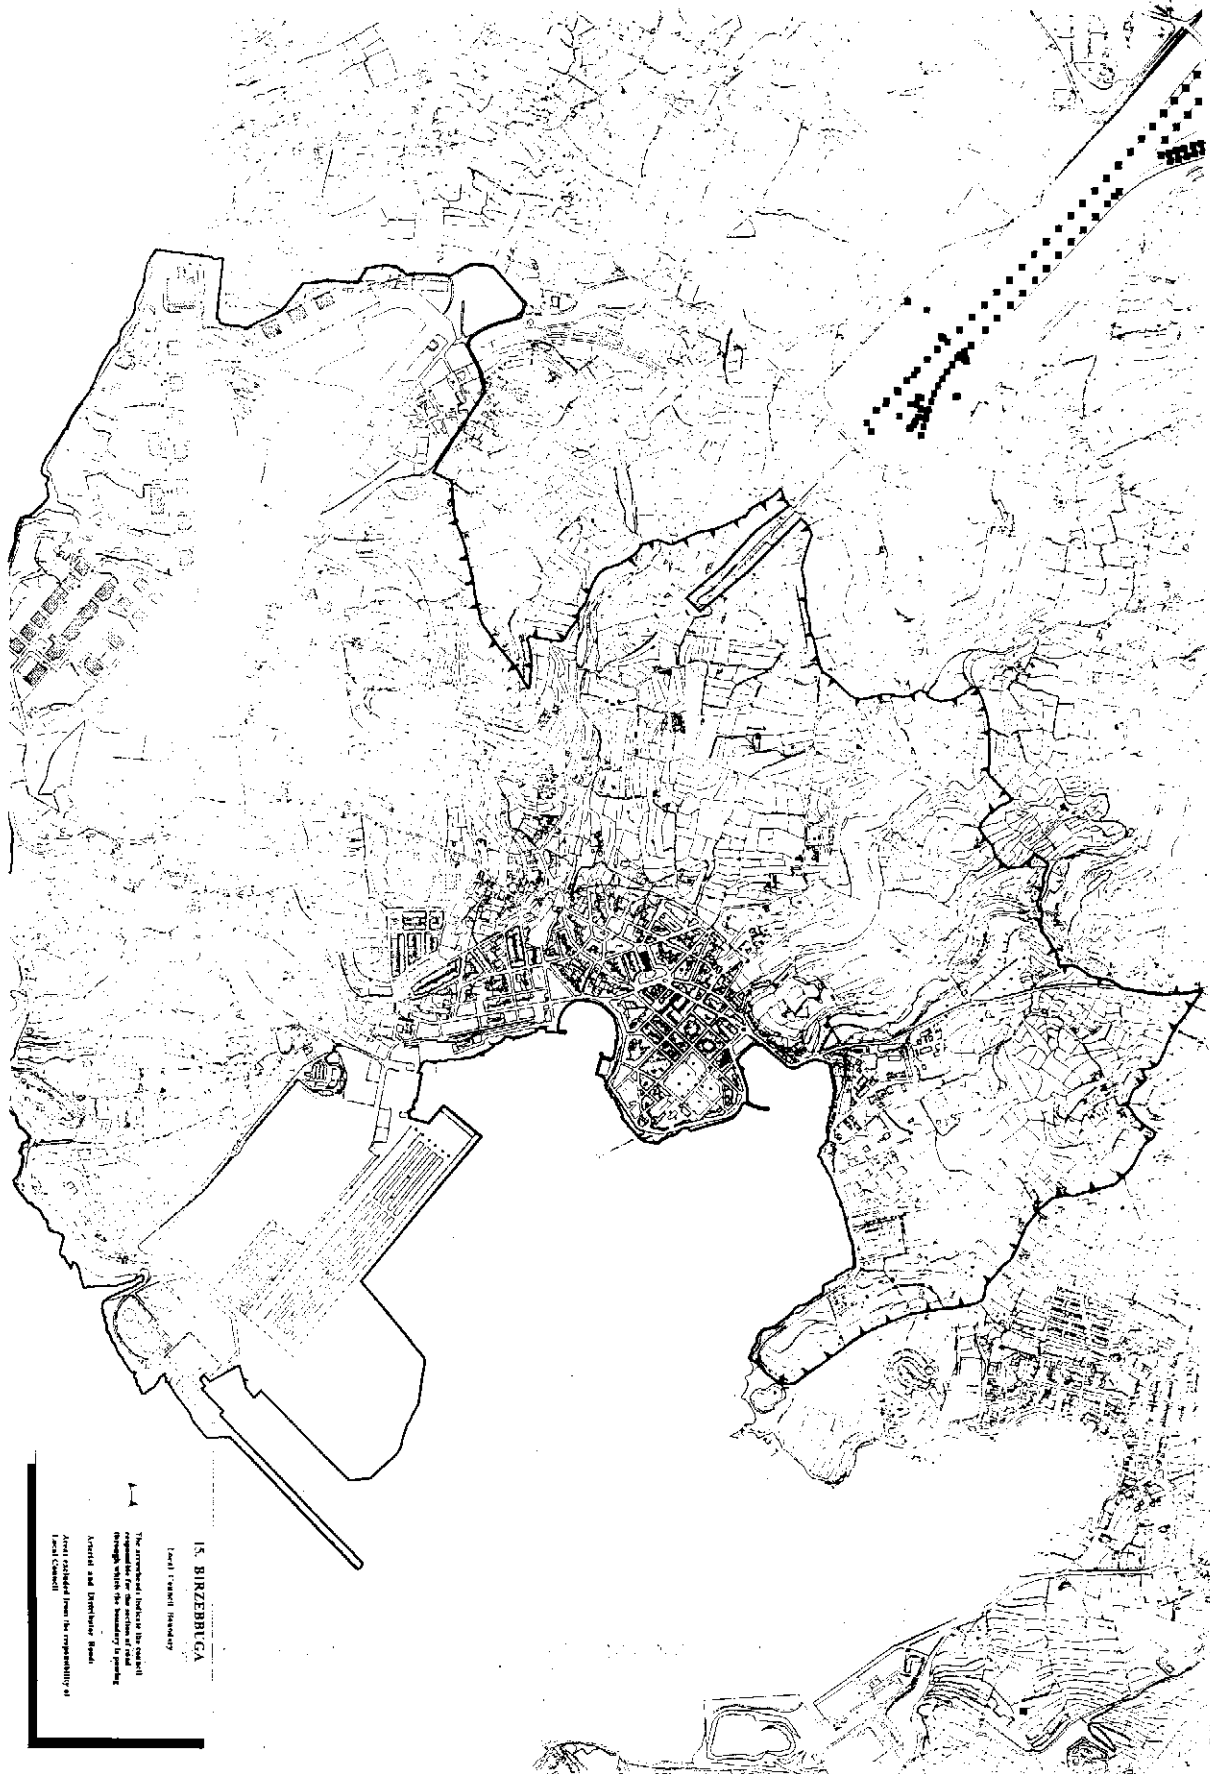 15. BIRZEBBUGA
Local Council Boundary
The arrowheads indicate the council
responsible for the section of road
through which the boundary is passing
Arterial and Distributor Roads
Areas excluded from the responsibility of
Local Council